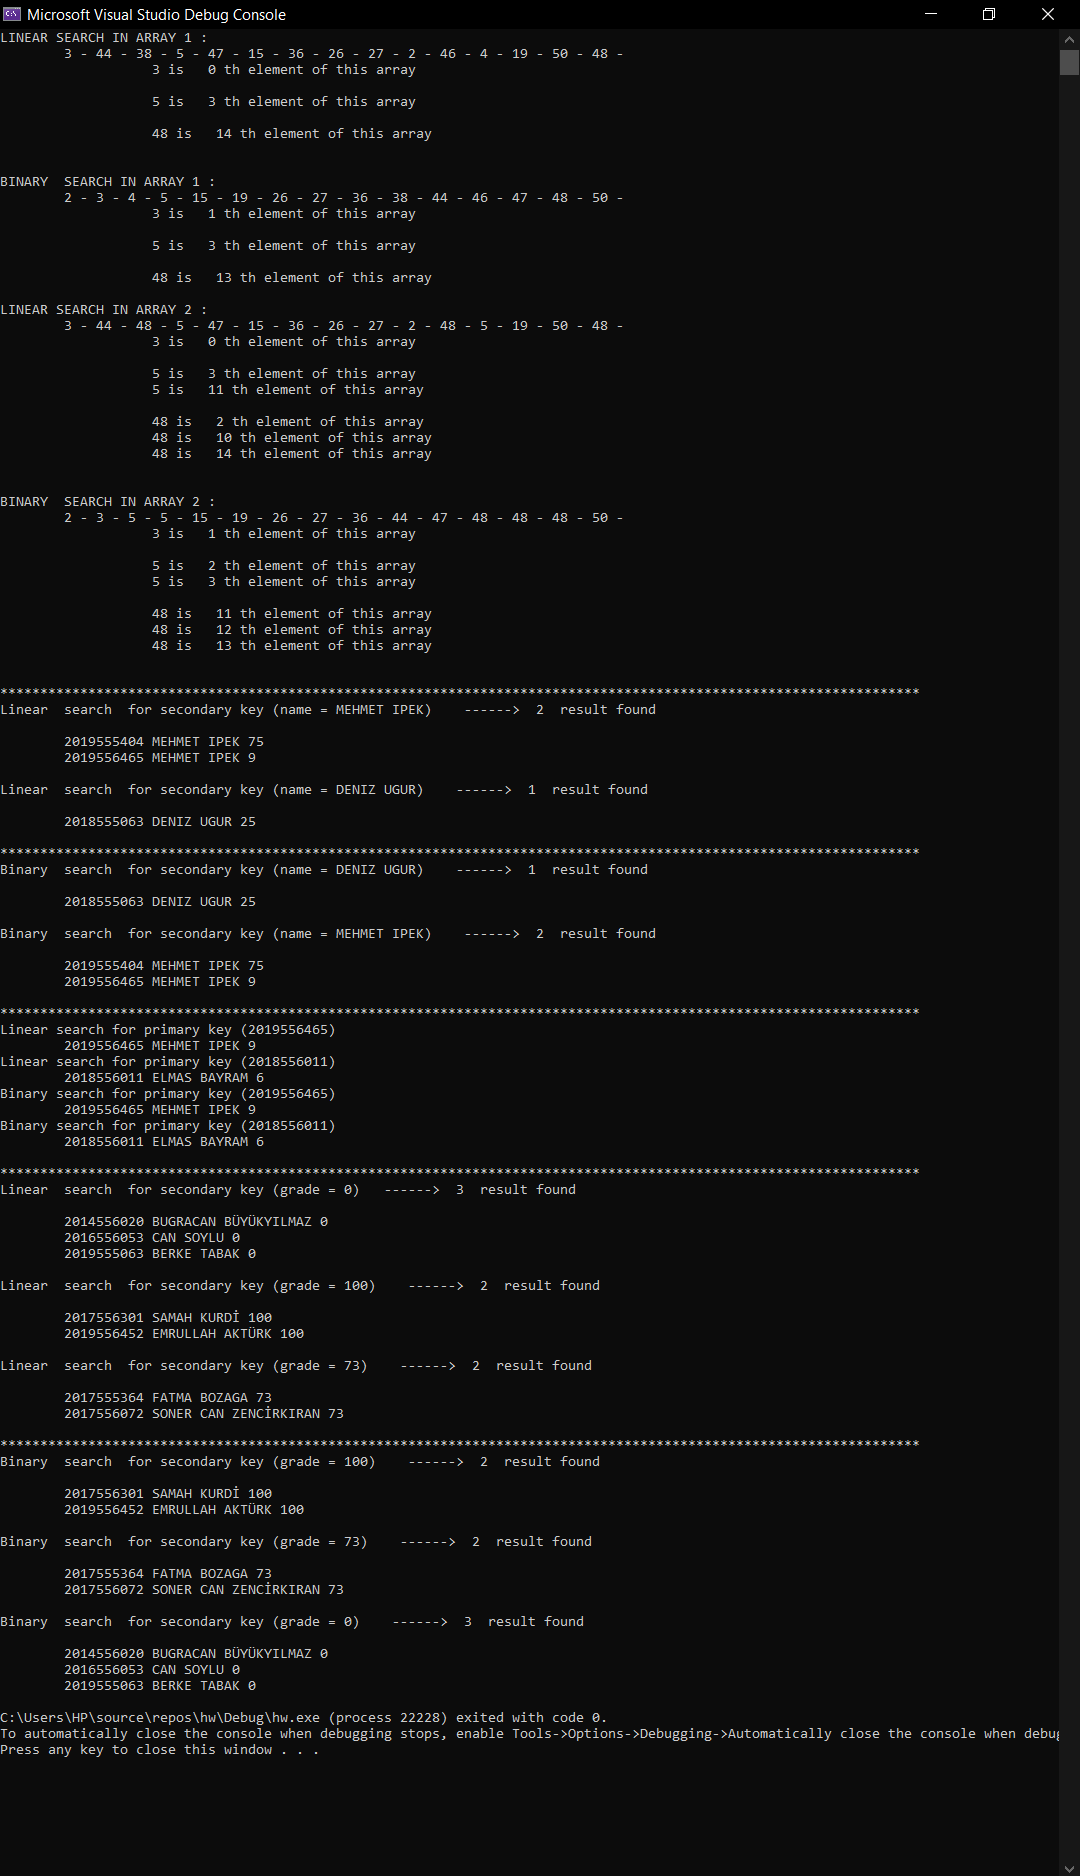 Microsoft Visual Studio Debug Console
LINEAR SEARCH IN ARRAY 1 :
3 - 44 - 38 - 5 - 47 - 15 - 36 - 26 - 27 - 2 - 46 - 4 - 19 - 50 - 48 -
3 is   0 th element of this array
5 is   3 th element of this array
48 is   14 th element of this array
BINARY  SEARCH IN ARRAY 1 :
2 - 3 - 4 - 5 - 15 - 19 - 26 - 27 - 36 - 38 - 44 - 46 - 47 - 48 - 50 -
3 is   1 th element of this array
5 is   3 th element of this array
48 is   13 th element of this array
LINEAR SEARCH IN ARRAY 2 :
3 - 44 - 48 - 5 - 47 - 15 - 36 - 26 - 27 - 2 - 48 - 5 - 19 - 50 - 48 -
3 is   0 th element of this array
5 is   3 th element of this array
5 is   11 th element of this array
48 is   2 th element of this array
48 is   10 th element of this array
48 is   14 th element of this array
BINARY  SEARCH IN ARRAY 2 :
2 - 3 - 5 - 5 - 15 - 19 - 26 - 27 - 36 - 44 - 47 - 48 - 48 - 48 - 50 -
3 is   1 th element of this array
5 is   2 th element of this array
5 is   3 th element of this array
48 is   11 th element of this array
48 is   12 th element of this array
48 is   13 th element of this array
*******************************************************************************************************************
Linear  search  for secondary key (name = MEHMET IPEK)    ------>  2  result found
2019555404 MEHMET IPEK 75
2019556465 MEHMET IPEK 9
Linear  search  for secondary key (name = DENIZ UGUR)    ------>  1  result found
2018555063 DENIZ UGUR 25
*******************************************************************************************************************
Binary  search  for secondary key (name = DENIZ UGUR)    ------>  1  result found
2018555063 DENIZ UGUR 25
Binary  search  for secondary key (name = MEHMET IPEK)    ------>  2  result found
2019555404 MEHMET IPEK 75
2019556465 MEHMET IPEK 9
*******************************************************************************************************************
Linear search for primary key (2019556465)
2019556465 MEHMET IPEK 9
Linear search for primary key (2018556011)
2018556011 ELMAS BAYRAM 6
Binary search for primary key (2019556465)
2019556465 MEHMET IPEK 9
Binary search for primary key (2018556011)
2018556011 ELMAS BAYRAM 6
*******************************************************************************************************************
Linear  search  for secondary key (grade = 0)   ------>  3  result found
2014556020 BUGRACAN BÜYÜKYILMAZ 0
2016556053 CAN SOYLU 0
2019555063 BERKE TABAK 0
Linear  search  for secondary key (grade = 100)    ------>  2  result found
2017556301 SAMAH KURDİ 100
2019556452 EMRULLAH AKTÜRK 100
Linear  search  for secondary key (grade = 73)    ------>  2  result found
2017555364 FATMA BOZAGA 73
2017556072 SONER CAN ZENCİRKIRAN 73
*******************************************************************************************************************
Binary  search  for secondary key (grade = 100)    ------>  2  result found
2017556301 SAMAH KURDİ 100
2019556452 EMRULLAH AKTÜRK 100
Binary  search  for secondary key (grade = 73)    ------>  2  result found
2017555364 FATMA BOZAGA 73
2017556072 SONER CAN ZENCİRKIRAN 73
Binary  search  for secondary key (grade = 0)    ------>  3  result found
2014556020 BUGRACAN BÜYÜKYILMAZ 0
2016556053 CAN SOYLU 0
2019555063 BERKE TABAK 0
C:\Users\HP\source\repos\hw\Debug\hw.exe (process 22228) exited with code 0.
To automatically close the console when debugging stops, enable Tools->Options->Debugging->Automatically close the console when debug
Press any key to close this window . . .